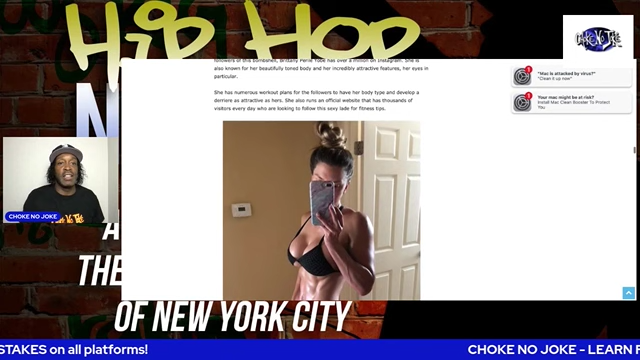 HIP HOP
followers of this bombshell, Brittany Perille Yobe has over a million on Instagram. She is
also known for her beautifully toned body and her incredibly attractive features, her eyes in
particular.
She has numerous workout plans for the followers to have her body type and develop a
derriere as attractive as hers. She also runs an official website that has thousands of
visitors every day who are looking to follow this sexy lady for fitness tips.
CHOKE NO JOKE
"Mac is attacked by virus?"
"Clean it up now"
Your mac might be at risk?
Install Mac Clean Booster To Protect
You
CHOKE NO JOKE
N
A
THE
OF NEW YORK CITY
STAKES on all platforms!
CHOKE NO JOKE - LEARN F